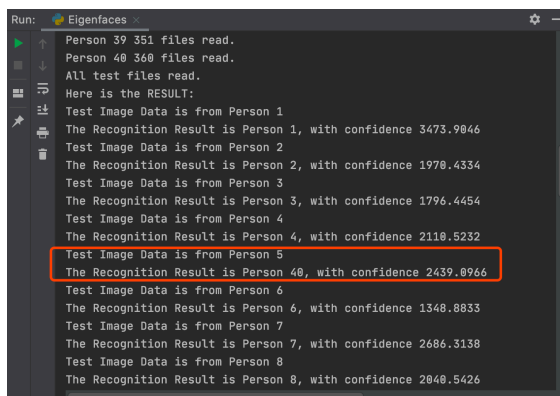 Run: Eigenfaces ×
Person 39 351 files read.
Person 40 360 files read.
All test files read.
Here is the RESULT:
Test Image Data is from Person 1
The Recognition Result is Person 1, with confidence 3473.9046
Test Image Data is from Person 2
The Recognition Result is Person 2, with confidence 1970.4334
Test Image Data is from Person 3
The Recognition Result is Person 3, with confidence 1796.4454
Test Image Data is from Person 4
The Recognition Result is Person 4, with confidence 2110.5232
Test Image Data is from Person 5
The Recognition Result is Person 40, with confidence 2439.0966
Test Image Data is from Person 6
The Recognition Result is Person 6, with confidence 1348.8833
Test Image Data is from Person 7
The Recognition Result is Person 7, with confidence 2686.3138
Test Image Data is from Person 8
The Recognition Result is Person 8, with confidence 2040.5426